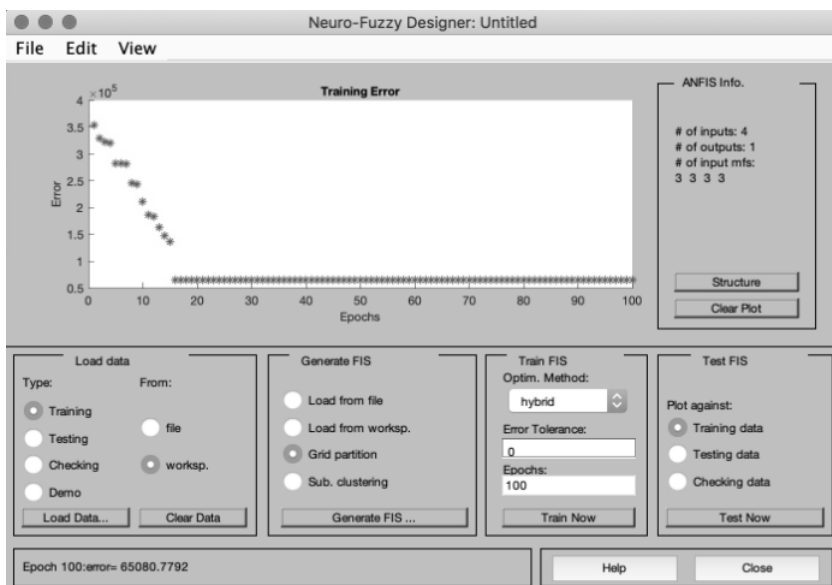 Neuro-Fuzzy Designer: Untitled
File Edit View
×10⁵
Training Error
4
3.5
3
2.5
2
1.5
1
0.5
Error
0 10 20 30 40 50 60 70 80 90 100
Epochs
ANFIS Info.
# of inputs: 4
# of outputs: 1
# of input mfs:
3 3 3 3
Structure
Clear Plot
Load data
Type:
From:
Training
Testing
Checking
Demo
file
worksp.
Load Data...
Clear Data
Generate FIS
Load from file
Load from worksp.
Grid partition
Sub. clustering
Generate FIS ...
Train FIS
Optim. Method:
hybrid
Error Tolerance:
0
Epochs:
100
Train Now
Test FIS
Plot against:
Training data
Testing data
Checking data
Test Now
Epoch 100:error= 65080.7792
Help
Close